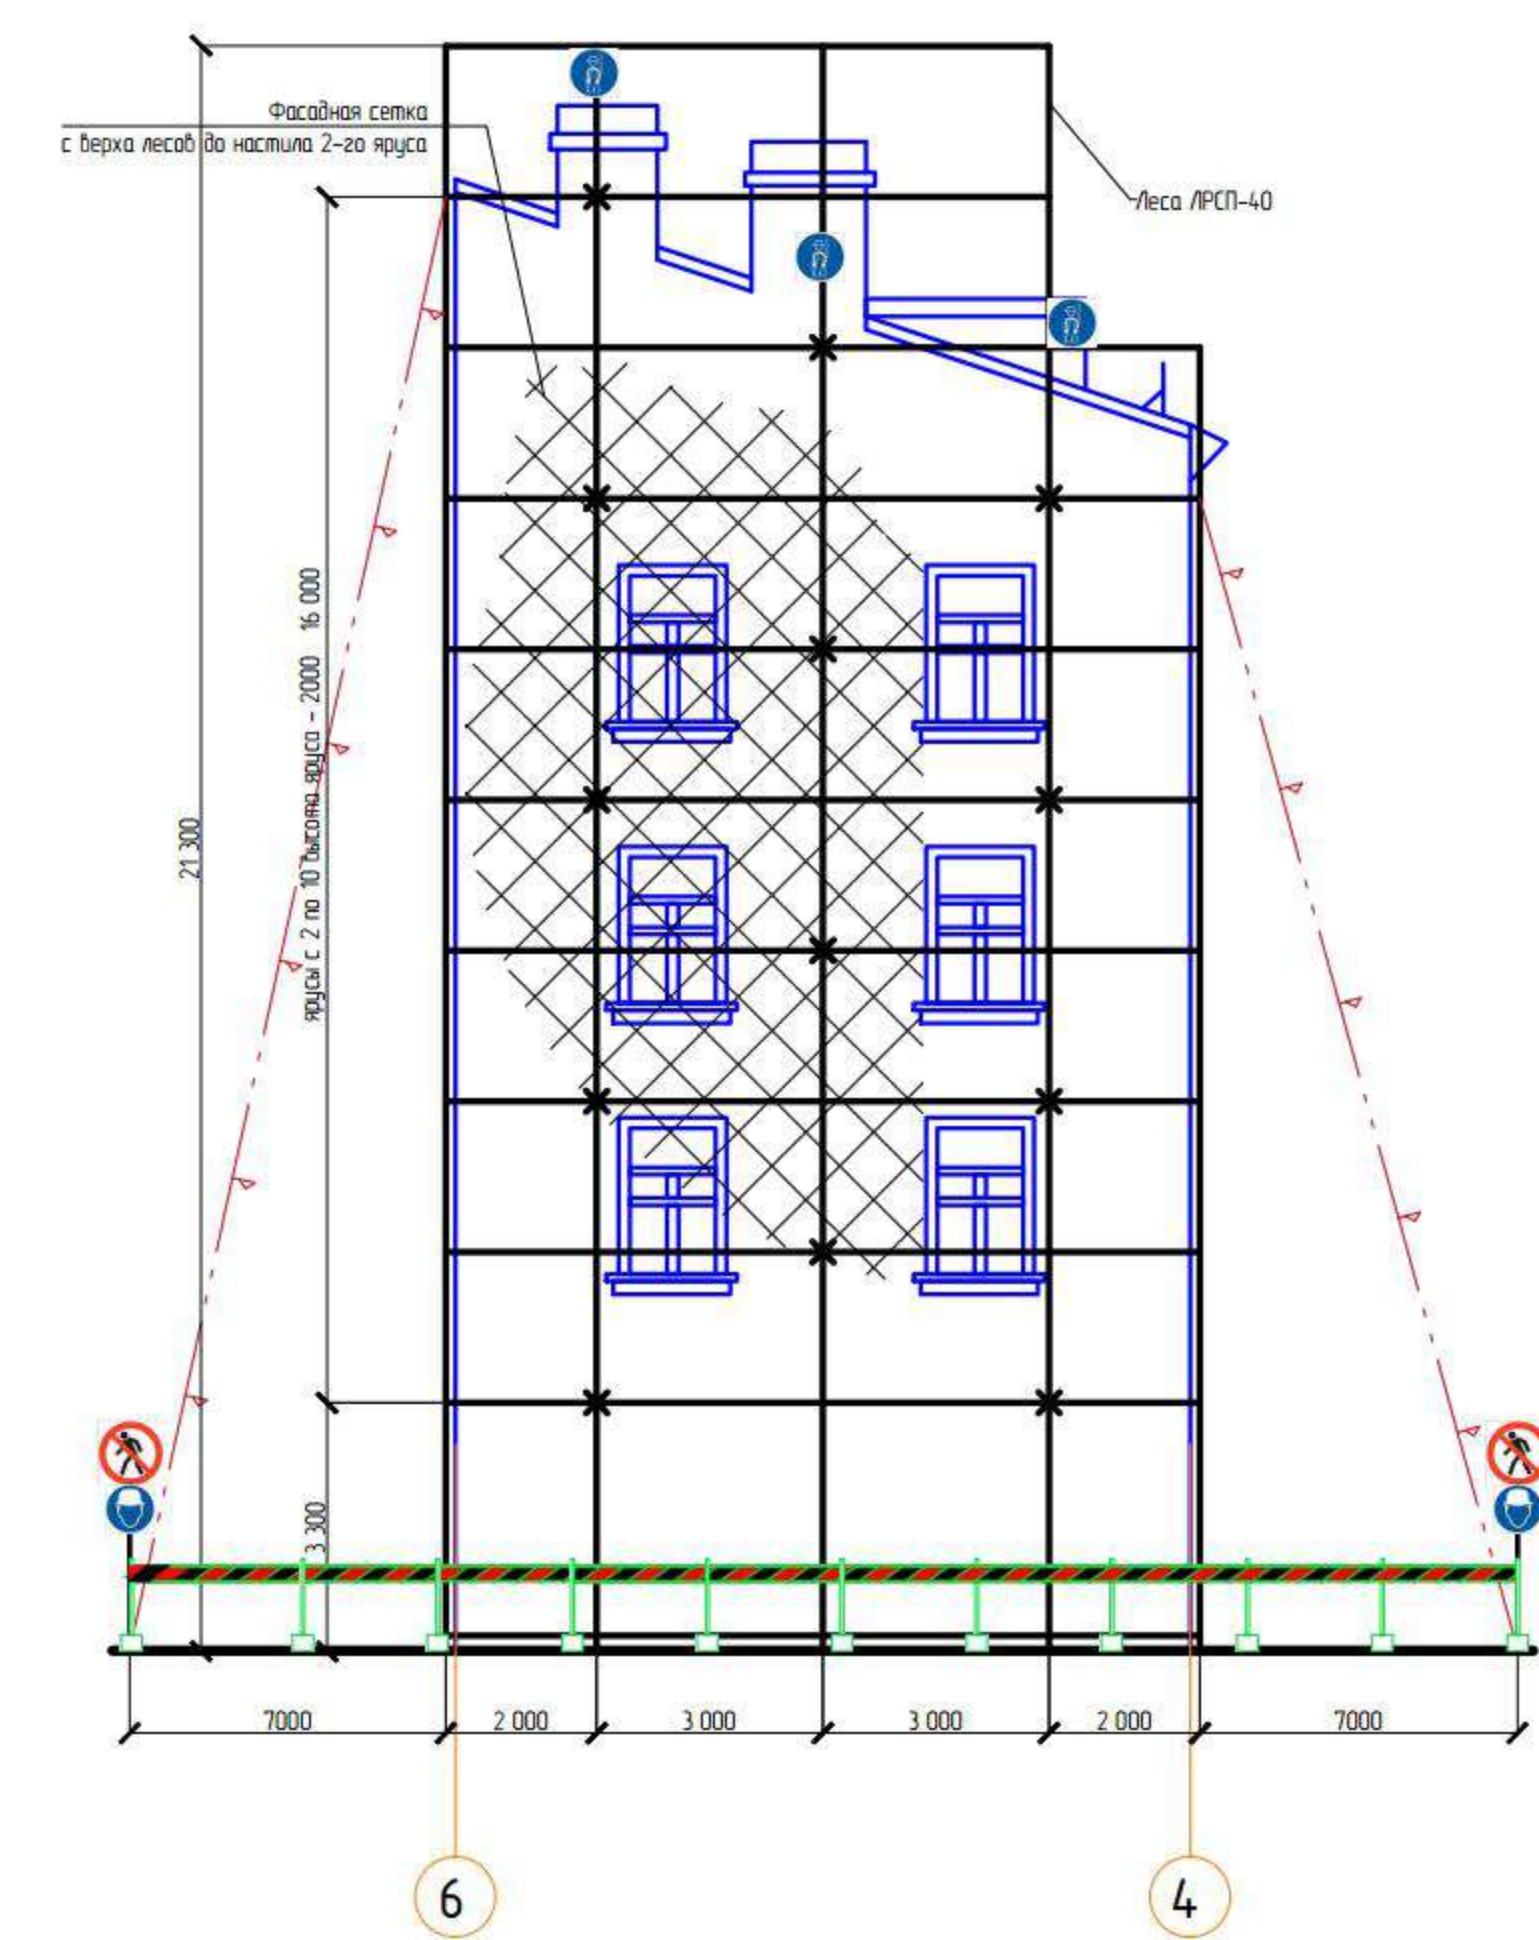 Фасадная сетка
с верха лесов до настила 2-го яруса
Леса ЛРСП-40
21 300
ярусы с 2 по 10 высота яруса - 2000 16 000
3 300
7000 2 000 3 000 3 000 2 000 7000
6 4